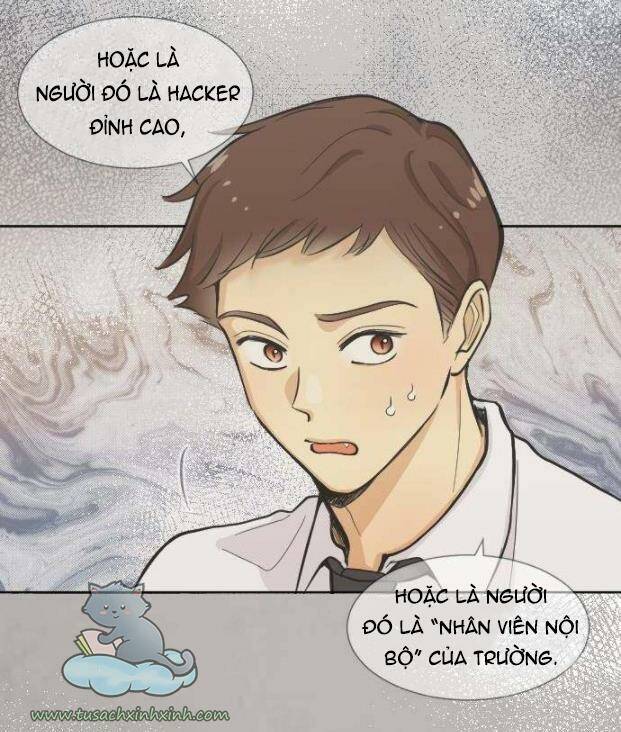 HOẶC LÀ
NGƯỜI ĐÓ LÀ HACKER
ĐỈNH CAO,
HOẶC LÀ NGƯỜI
ĐÓ LÀ “NHÂN VIÊN NỘI
BỘ” CỦA TRƯỜNG.
www.tusachxinhxinh.com